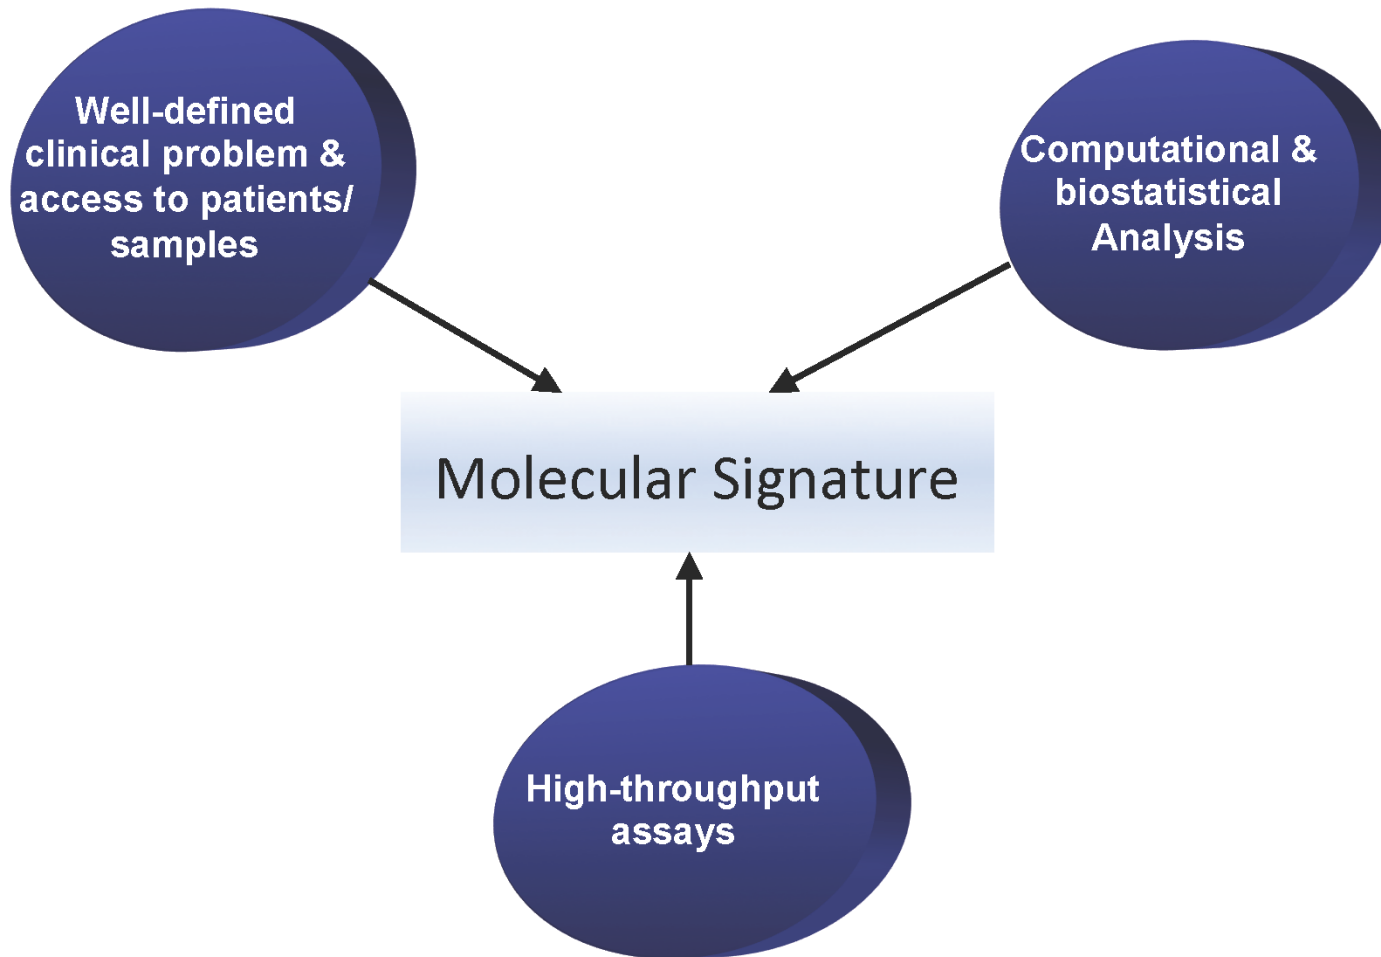 Well-defined
clinical problem &
access to patients/
samples
Computational &
biostatistical
Analysis
Molecular Signature
High-throughput
assays